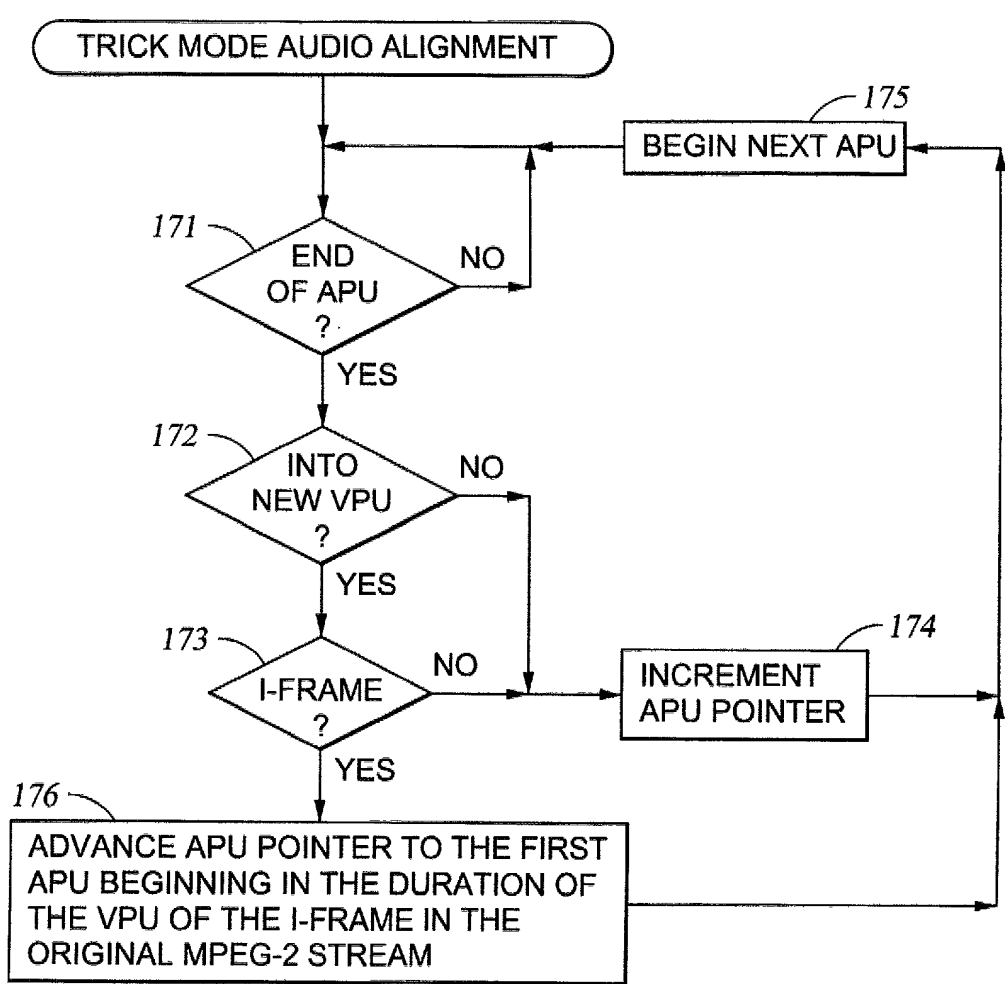 TRICK MODE AUDIO ALIGNMENT
175
BEGIN NEXT APU
171
END
OF APU
?
NO
YES
172
INTO
NEW VPU
?
NO
YES
173
I-FRAME
?
NO
174
INCREMENT
APU POINTER
YES
176
ADVANCE APU POINTER TO THE FIRST
APU BEGINNING IN THE DURATION OF
THE VPU OF THE I-FRAME IN THE
ORIGINAL MPEG-2 STREAM